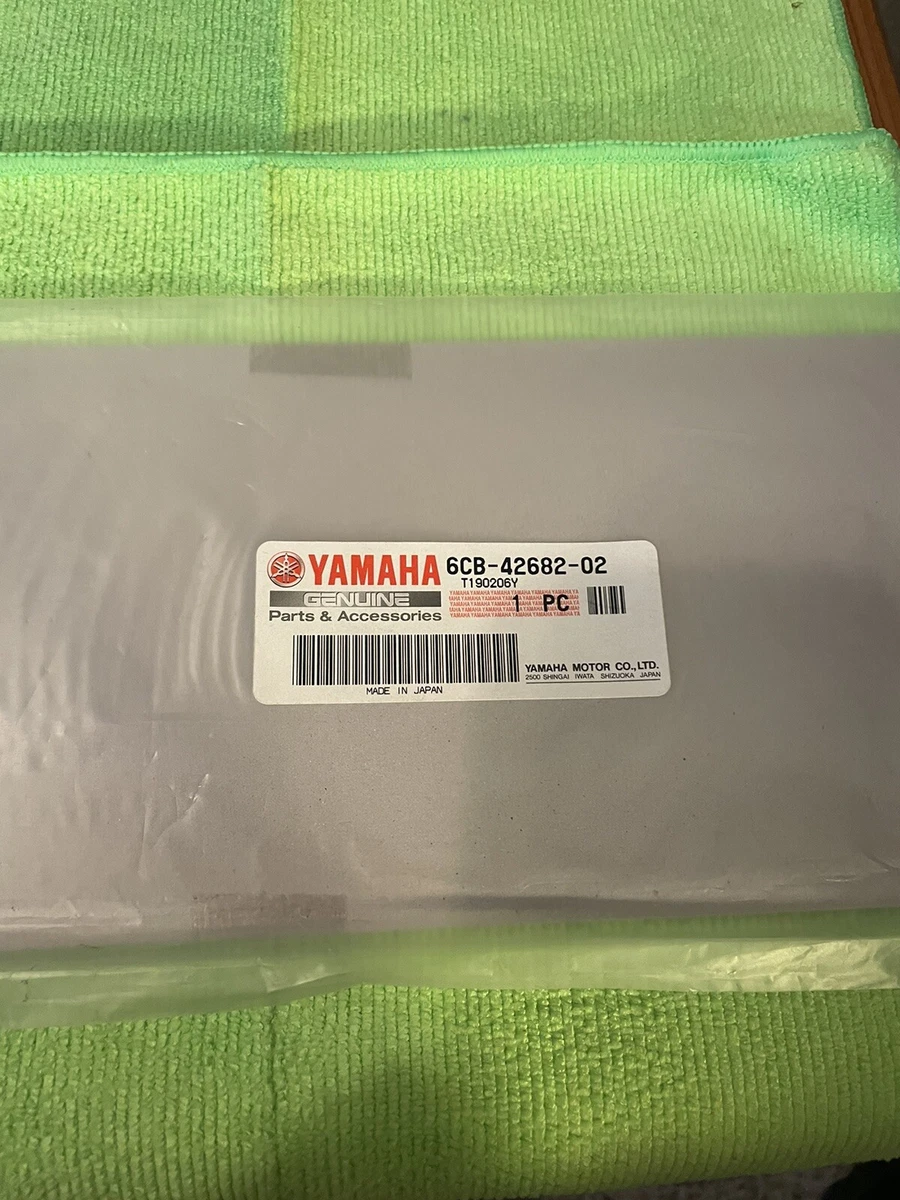 YAMAHA 6CB-42682-02
T190206Y
GENUINE
1 PC
Parts & Accessories
YAMAHA MOTOR CO.,LTD.
2500 SHINGAI IWATA SHIZUOKA JAPAN
MADE IN JAPAN